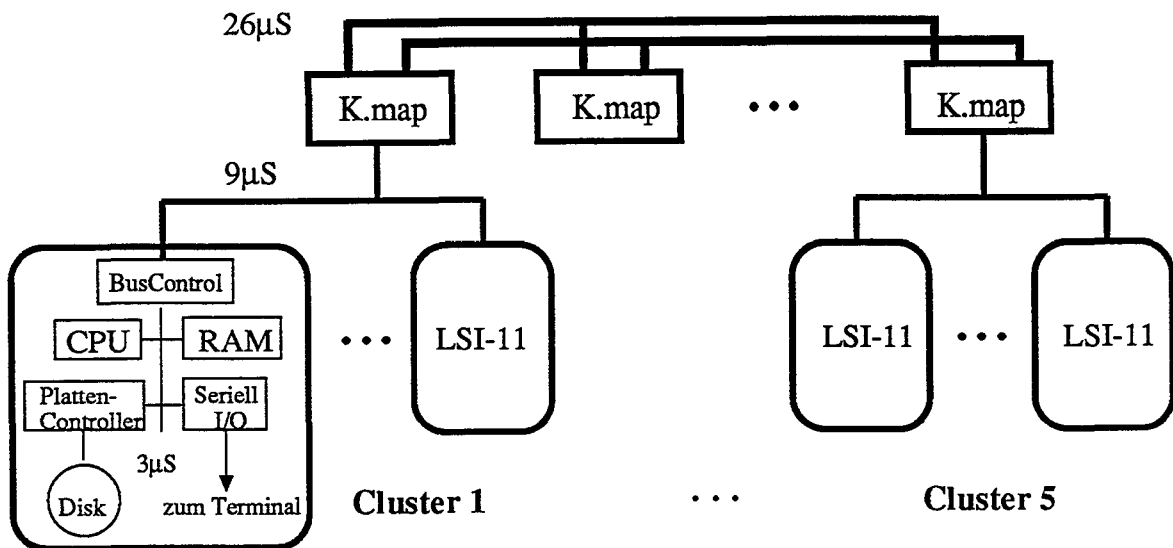 26μS
K.map
K.map
• • •
K.map
9μS
BusControl
CPU
RAM
Platten-
Controller
Seriell
I/O
3μS
Disk
zum Terminal
• • •
LSI-11
LSI-11
• • •
LSI-11
Cluster 1
• • •
Cluster 5